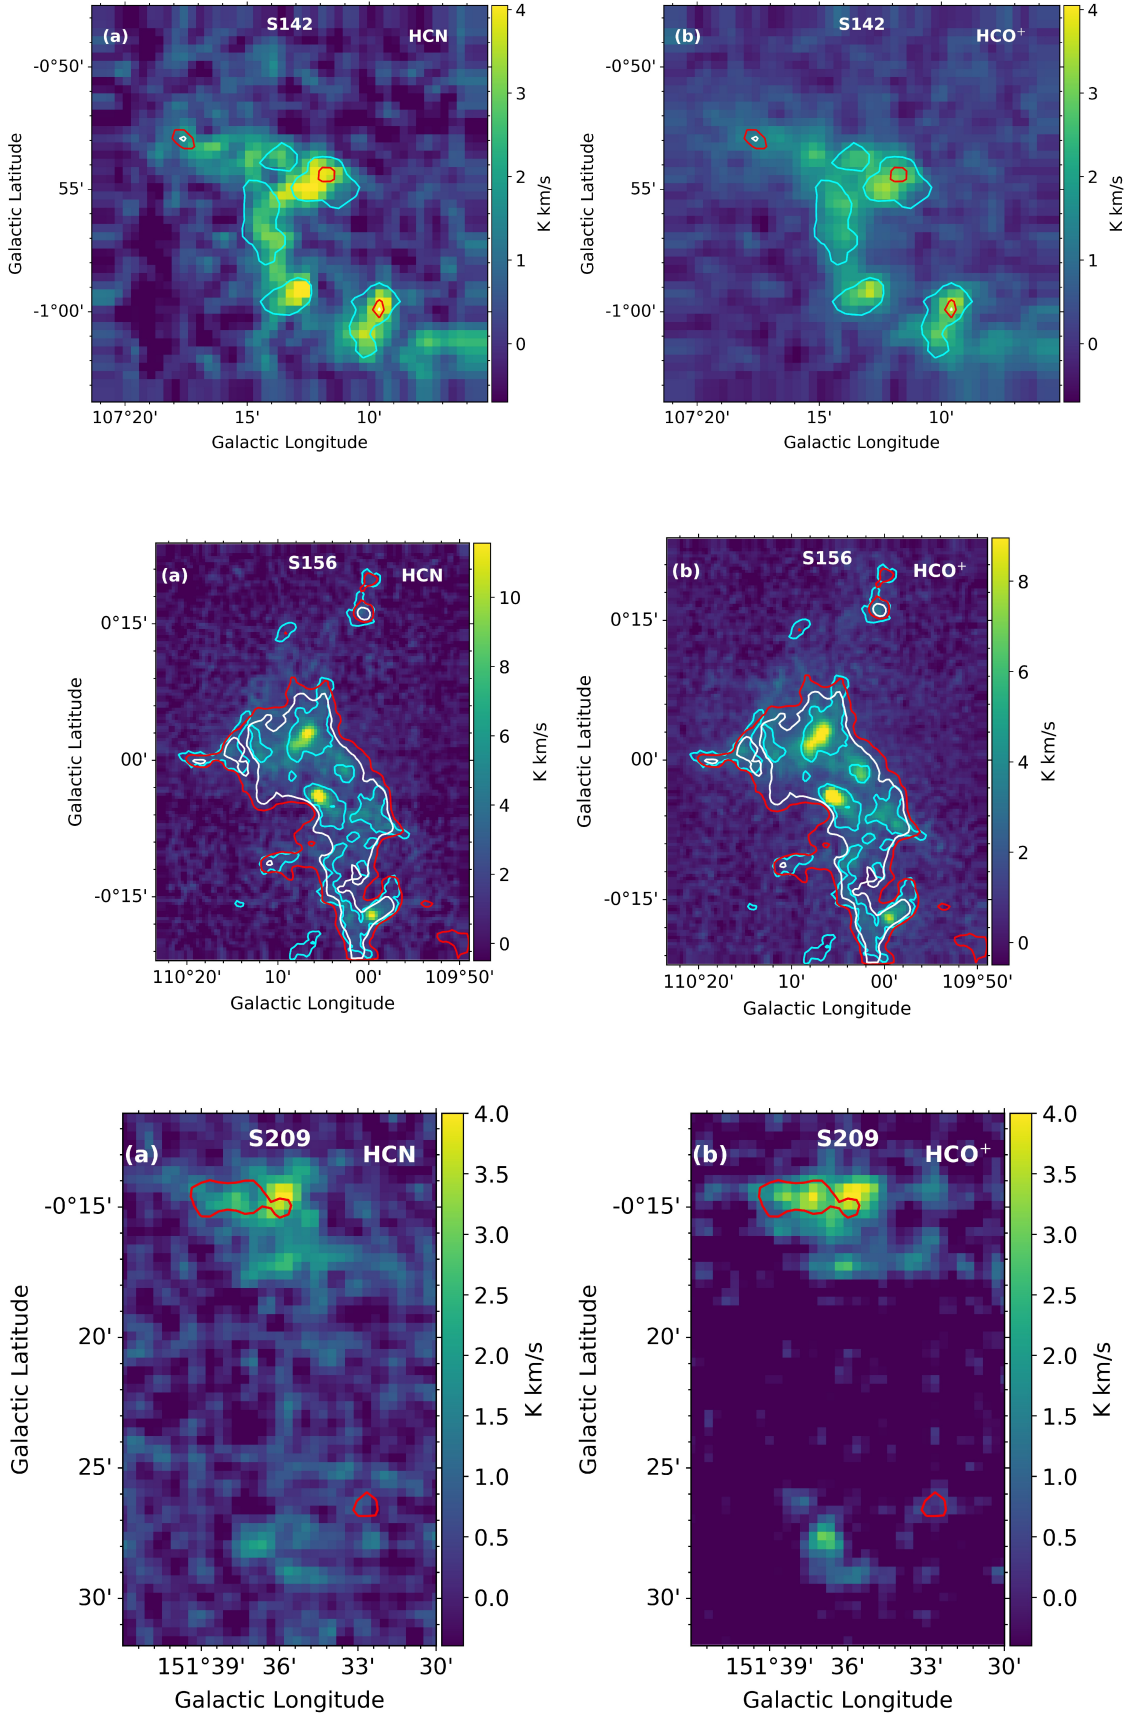 (a) S142 HCN
-0°50'
55'
-1°00'
107°20' 15' 10'
Galactic Longitude
Galactic Latitude
4
3
2
1
0
K km/s
(b) S142 HCO+
-0°50'
55'
-1°00'
107°20' 15' 10'
Galactic Longitude
Galactic Latitude
4
3
2
1
0
K km/s
(a) S156 HCN
0°15'
00'
-0°15'
110°20' 10' 00' 109°50'
Galactic Longitude
Galactic Latitude
10
8
6
4
2
0
K km/s
(b) S156 HCO+
0°15'
00'
-0°15'
110°20' 10' 00' 109°50'
Galactic Longitude
Galactic Latitude
8
6
4
2
0
K km/s
(a) S209 HCN
-0°15'
20'
25'
30'
151°39' 36' 33' 30'
Galactic Longitude
Galactic Latitude
4.0
3.5
3.0
2.5
2.0
1.5
1.0
0.5
0.0
K km/s
(b) S209 HCO+
-0°15'
20'
25'
30'
151°39' 36' 33' 30'
Galactic Longitude
Galactic Latitude
4.0
3.5
3.0
2.5
2.0
1.5
1.0
0.5
0.0
K km/s